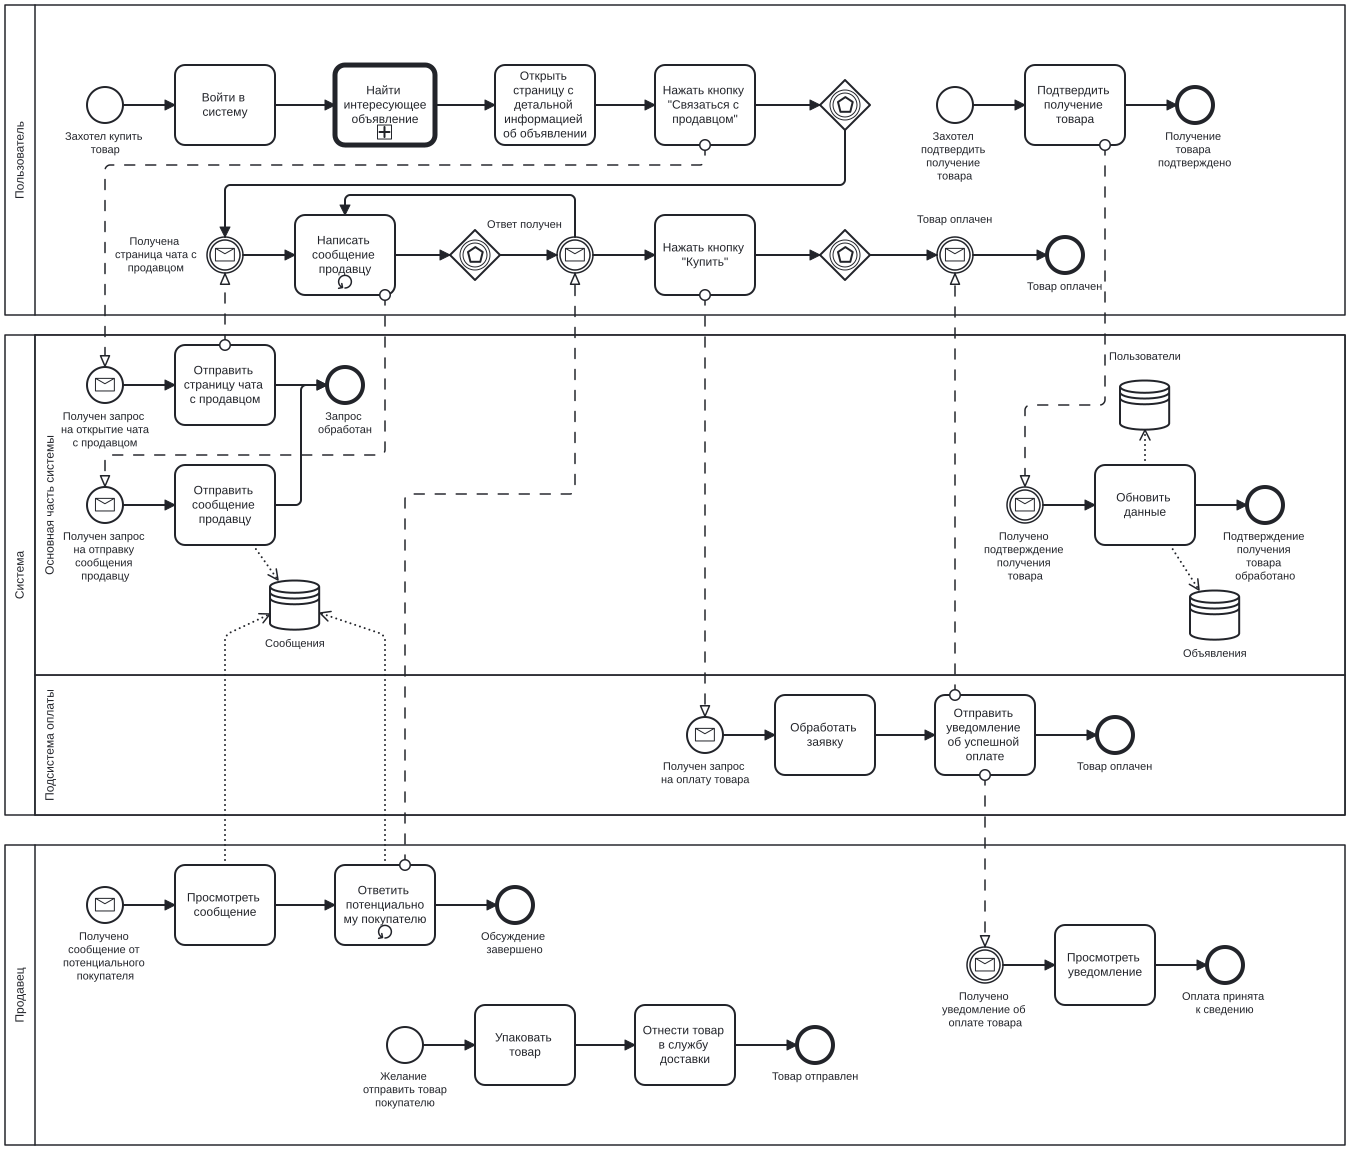 Пользователь
Захотел купить
товар
Войти в
систему
Найти
интересующее
объявление
Открыть
страницу с
детальной
информацией
об объявлении
Нажать кнопку
"Связаться с
продавцом"
Захотел
подтвердить
получение
товара
Подтвердить
получение
товара
Получение
товара
подтверждено
Получена
страница чата с
продавцом
Написать
сообщение
продавцу
Ответ получен
Нажать кнопку
"Купить"
Товар оплачен
Товар оплачен
Система
Основная часть системы
Получен запрос
на открытие чата
с продавцом
Отправить
страницу чата
с продавцом
Запрос
обработан
Получен запрос
на отправку
сообщения
продавцу
Отправить
сообщение
продавцу
Сообщения
Пользователи
Получено
подтверждение
получения
товара
Обновить
данные
Подтверждение
получения
товара
обработано
Объявления
Подсистема оплаты
Получен запрос
на оплату товара
Обработать
заявку
Отправить
уведомление
об успешной
оплате
Товар оплачен
Продавец
Получено
сообщение от
потенциального
покупателя
Просмотреть
сообщение
Ответить
потенциально
му покупателю
Обсуждение
завершено
Получено
уведомление об
оплате товара
Просмотреть
уведомление
Оплата принята
к сведению
Желание
отправить товар
покупателю
Упаковать
товар
Отнести товар
в службу
доставки
Товар отправлен